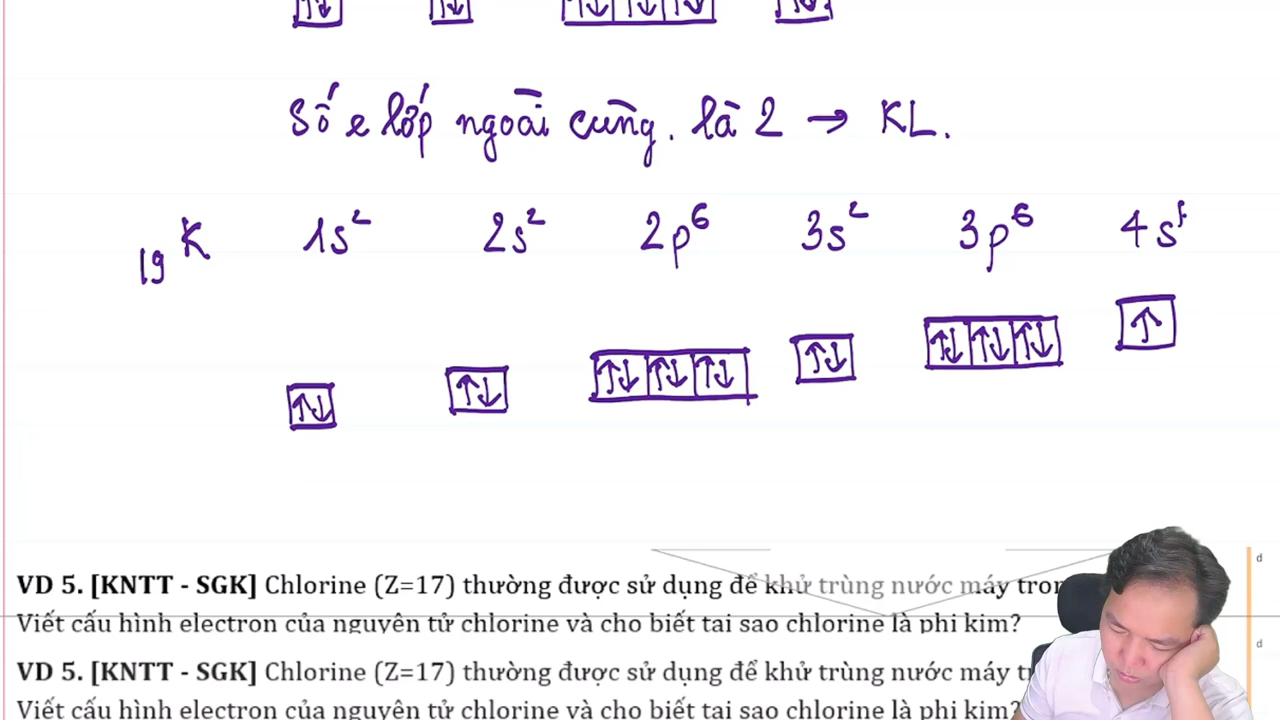 Số e lớp ngoài cùng. là 2 → KL.
₁₉K 1s² 2s² 2p⁶ 3s² 3p⁶ 4s¹
↑↓ ↑↓ ↑↓ ↑↓ ↑↓ ↑↓ ↑↓ ↑↓ ↑↓ ↑
VD 5. [KNTT - SGK] Chlorine (Z=17) thường được sử dụng để khử trùng nước máy
Viết cấu hình electron của nguyên tử chlorine và cho biết tại sao chlorine là phi kim?
VD 5. [KNTT - SGK] Chlorine (Z=17) thường được sử dụng để khử trùng nước máy
Viết cấu hình electron của nguyên tử chlorine và cho biết tại sao chlorine là phi kim?
d
d